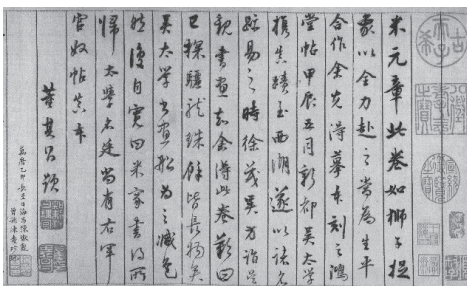 米元章此卷如獅子捉
象以全力赴之當為生平
合作余先得摹本刻之鴻
堂帖甲辰五月新都吳太學
携真蹟至西湖遂以諸名
跡易之時徐茂吳方詣吳
觀書畫知余得此卷歎曰
已探驪龍珠餘皆長物矣
吳太學書畫船為之減色
然後自寬曰米家書得所
歸太學名廷尚有右軍
官奴帖真本
董其昌題